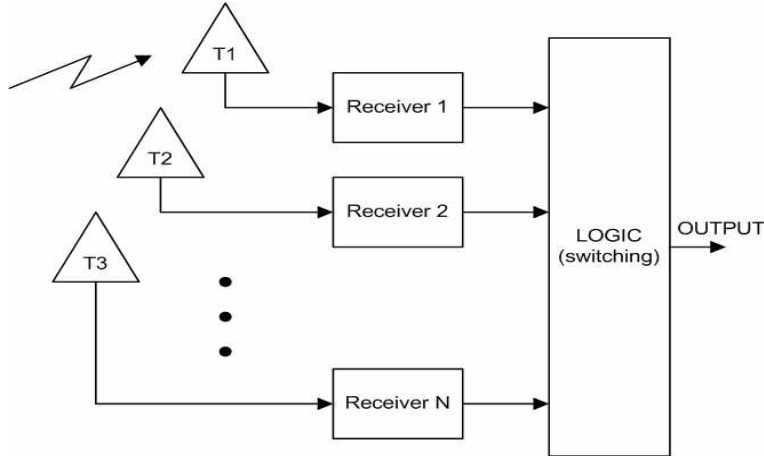 T1
Receiver 1
T2
Receiver 2
T3
LOGIC
(switching)
OUTPUT
Receiver N